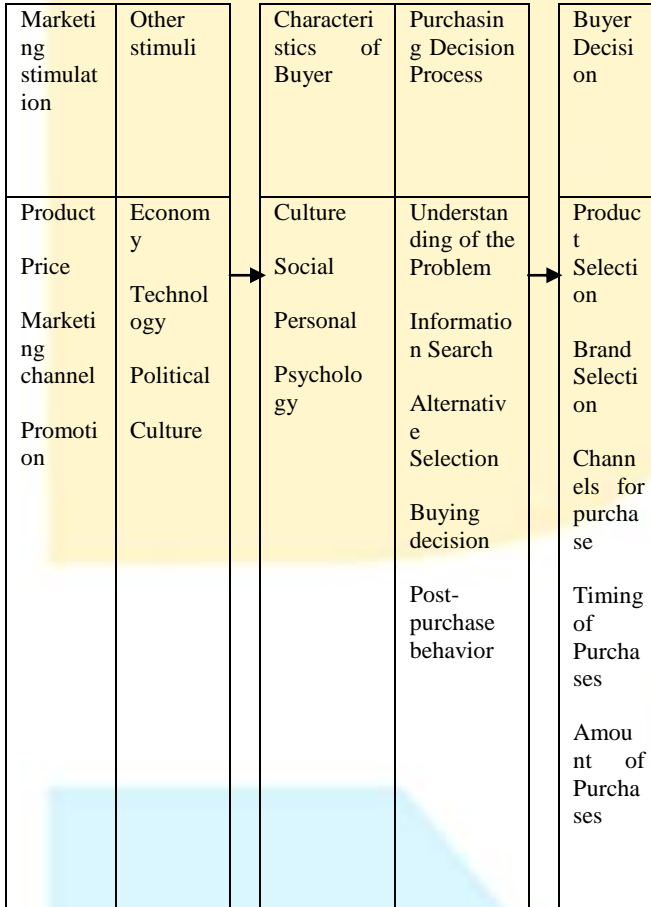 Marketi
ng
stimulat
ion
Other
stimuli
Characteri
stics of
Buyer
Purchasin
g Decision
Process
Buyer
Decisi
on
Product
Price
Marketi
ng
channel
Promoti
on
Econom
y
Technol
ogy
Political
Culture
Culture
Social
Personal
Psycholo
gy
Understan
ding of the
Problem
Informatio
n Search
Alternativ
e
Selection
Buying
decision
Post-
purchase
behavior
Produc
t
Selecti
on
Brand
Selecti
on
Chann
els for
purcha
se
Timing
of
Purcha
ses
Amou
nt of
Purcha
ses